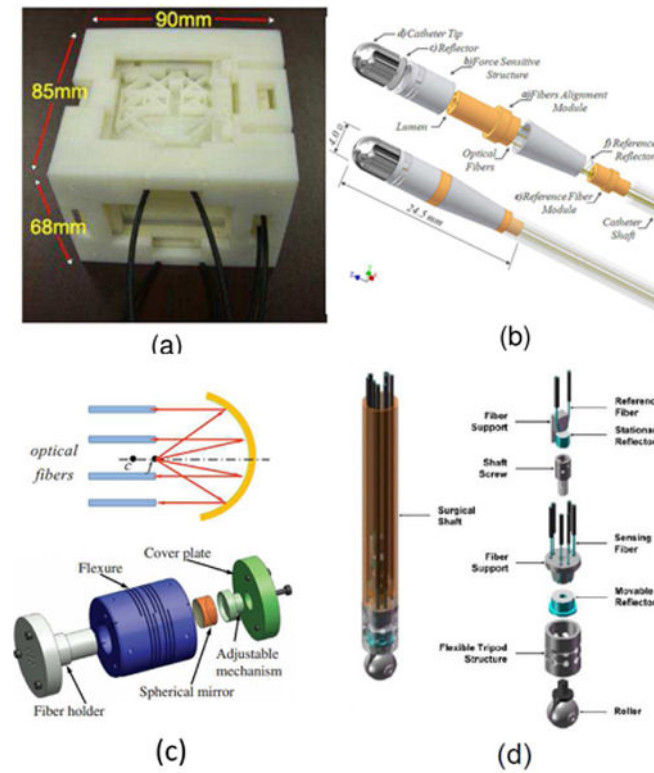 90mm
85mm
68mm
(a)
d) Catheter Tip
c) Reflector
b) Force Sensitive
Structure
a) Fibers Alignment
Module
Lumen
Optical
Fibers
f) Reference
Reflector
e) Reference Fiber
Module
Catheter
Shaft
24.5 mm
(b)
optical
fibers
c
f
Flexure
Cover plate
Adjustable
mechanism
Spherical mirror
Fiber holder
(c)
Surgical
Shaft
Fiber
Support
Reference
Fiber
Stationar
Reflector
Shaft
Screw
Sensing
Fiber
Fiber
Support
Movable
Reflector
Flexible Tripod
Structure
Roller
(d)